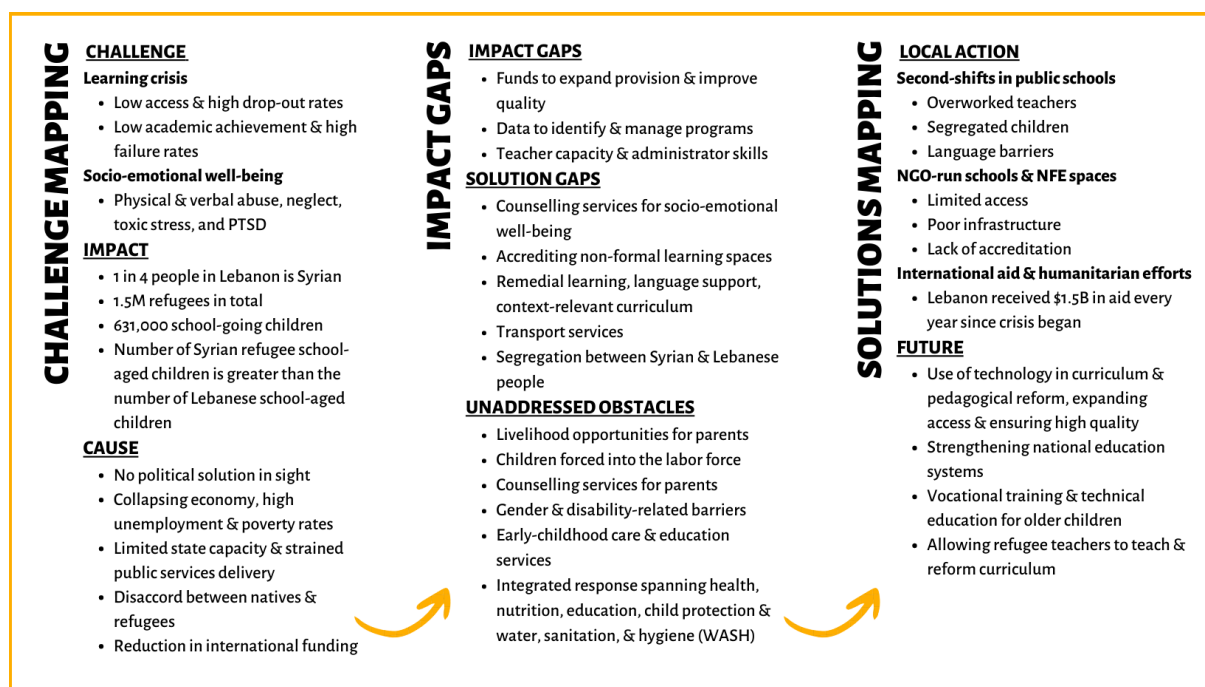 CHALLENGE MAPPING
CHALLENGE
Learning crisis
• Low access & high drop-out rates
• Low academic achievement & high
failure rates
Socio-emotional well-being
• Physical & verbal abuse, neglect,
toxic stress, and PTSD
IMPACT
• 1 in 4 people in Lebanon is Syrian
• 1.5M refugees in total
• 631,000 school-going children
• Number of Syrian refugee school-
aged children is greater than the
number of Lebanese school-aged
children
CAUSE
• No political solution in sight
• Collapsing economy, high
unemployment & poverty rates
• Limited state capacity & strained
public services delivery
• Disaccord between natives &
refugees
• Reduction in international funding
IMPACT GAPS
IMPACT GAPS
• Funds to expand provision & improve
quality
• Data to identify & manage programs
• Teacher capacity & administrator skills
SOLUTION GAPS
• Counselling services for socio-emotional
well-being
• Accrediting non-formal learning spaces
• Remedial learning, language support,
context-relevant curriculum
• Transport services
• Segregation between Syrian & Lebanese
people
UNADDRESSED OBSTACLES
• Livelihood opportunities for parents
• Children forced into the labor force
• Counselling services for parents
• Gender & disability-related barriers
• Early-childhood care & education
services
• Integrated response spanning health,
nutrition, education, child protection &
water, sanitation, & hygiene (WASH)
SOLUTIONS MAPPING
LOCAL ACTION
Second-shifts in public schools
• Overworked teachers
• Segregated children
• Language barriers
NGO-run schools & NFE spaces
• Limited access
• Poor infrastructure
• Lack of accreditation
International aid & humanitarian efforts
• Lebanon received $1.5B in aid every
year since crisis began
FUTURE
• Use of technology in curriculum &
pedagogical reform, expanding
access & ensuring high quality
• Strengthening national education
systems
• Vocational training & technical
education for older children
• Allowing refugee teachers to teach &
reform curriculum